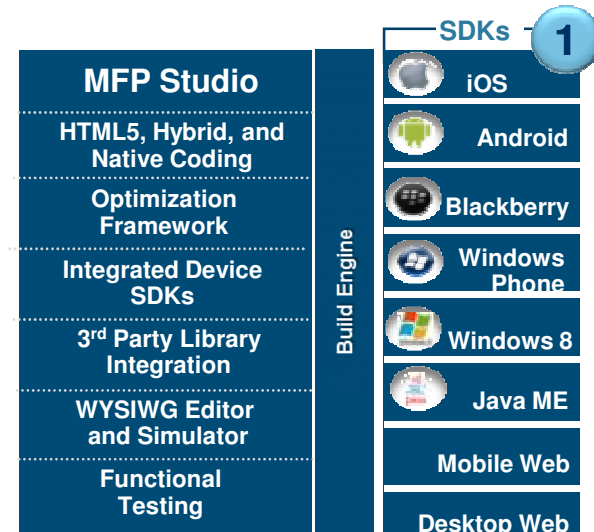 SDKs
1
MFP Studio
HTML5, Hybrid, and
Native Coding
Optimization
Framework
Integrated Device
SDKs
3rd Party Library
Integration
WYSIWG Editor
and Simulator
Functional
Testing
Build Engine
iOS
Android
Blackberry
Windows
Phone
Windows 8
Java ME
Mobile Web
Desktop Web